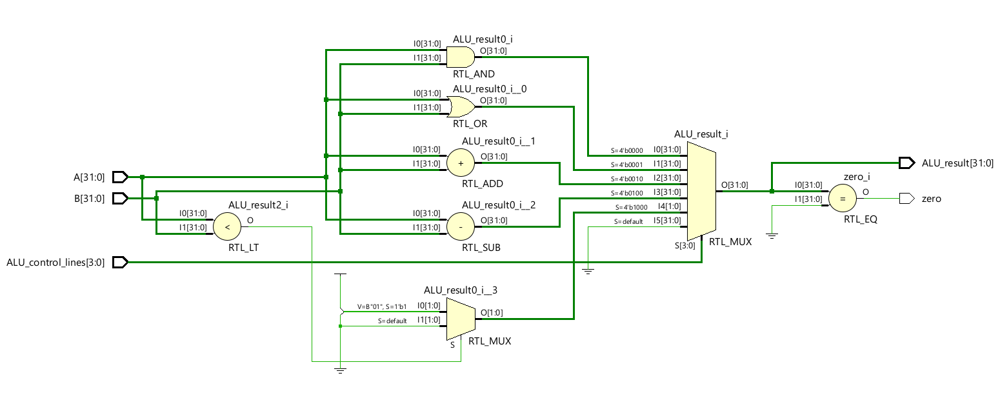 ALU_result0_i
I0[31:0]
I1[31:0]
O[31:0]
RTL_AND
ALU_result0_i__0
I0[31:0]
I1[31:0]
O[31:0]
RTL_OR
ALU_result0_i__1
I0[31:0]
I1[31:0]
+
O[31:0]
RTL_ADD
ALU_result0_i__2
I0[31:0]
I1[31:0]
-
O[31:0]
RTL_SUB
A[31:0]
B[31:0]
ALU_result2_i
I0[31:0]
I1[31:0]
<
O
RTL_LT
ALU_control_lines[3:0]
ALU_result0_i__3
V=B"01", S=1'b1 I0[1:0]
S=default I1[1:0]
O[1:0]
S
RTL_MUX
ALU_result_i
S=4'b0000 I0[31:0]
S=4'b0001 I1[31:0]
S=4'b0010 I2[31:0]
S=4'b0100 I3[31:0]
S=4'b1000 I4[1:0]
S=default I5[31:0]
S[3:0]
O[31:0]
RTL_MUX
zero_i
I0[31:0]
I1[31:0]
=
O
RTL_EQ
ALU_result[31:0]
zero